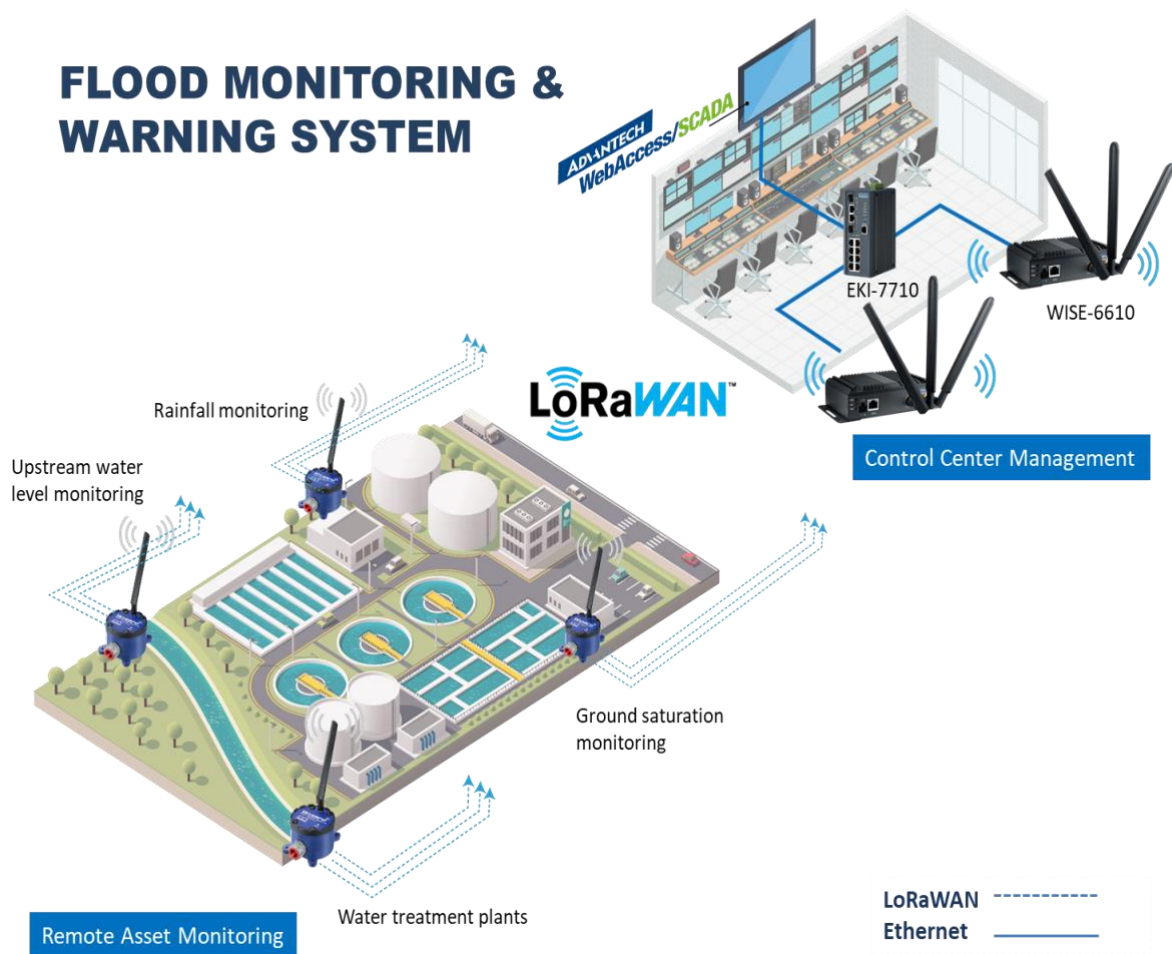 FLOOD MONITORING &
WARNING SYSTEM
ADVANTECH
WebAccess/SCADA
EKI-7710
WISE-6610
LoRaWAN™
Control Center Management
Rainfall monitoring
Upstream water
level monitoring
Ground saturation
monitoring
Water treatment plants
Remote Asset Monitoring
LoRaWAN
Ethernet